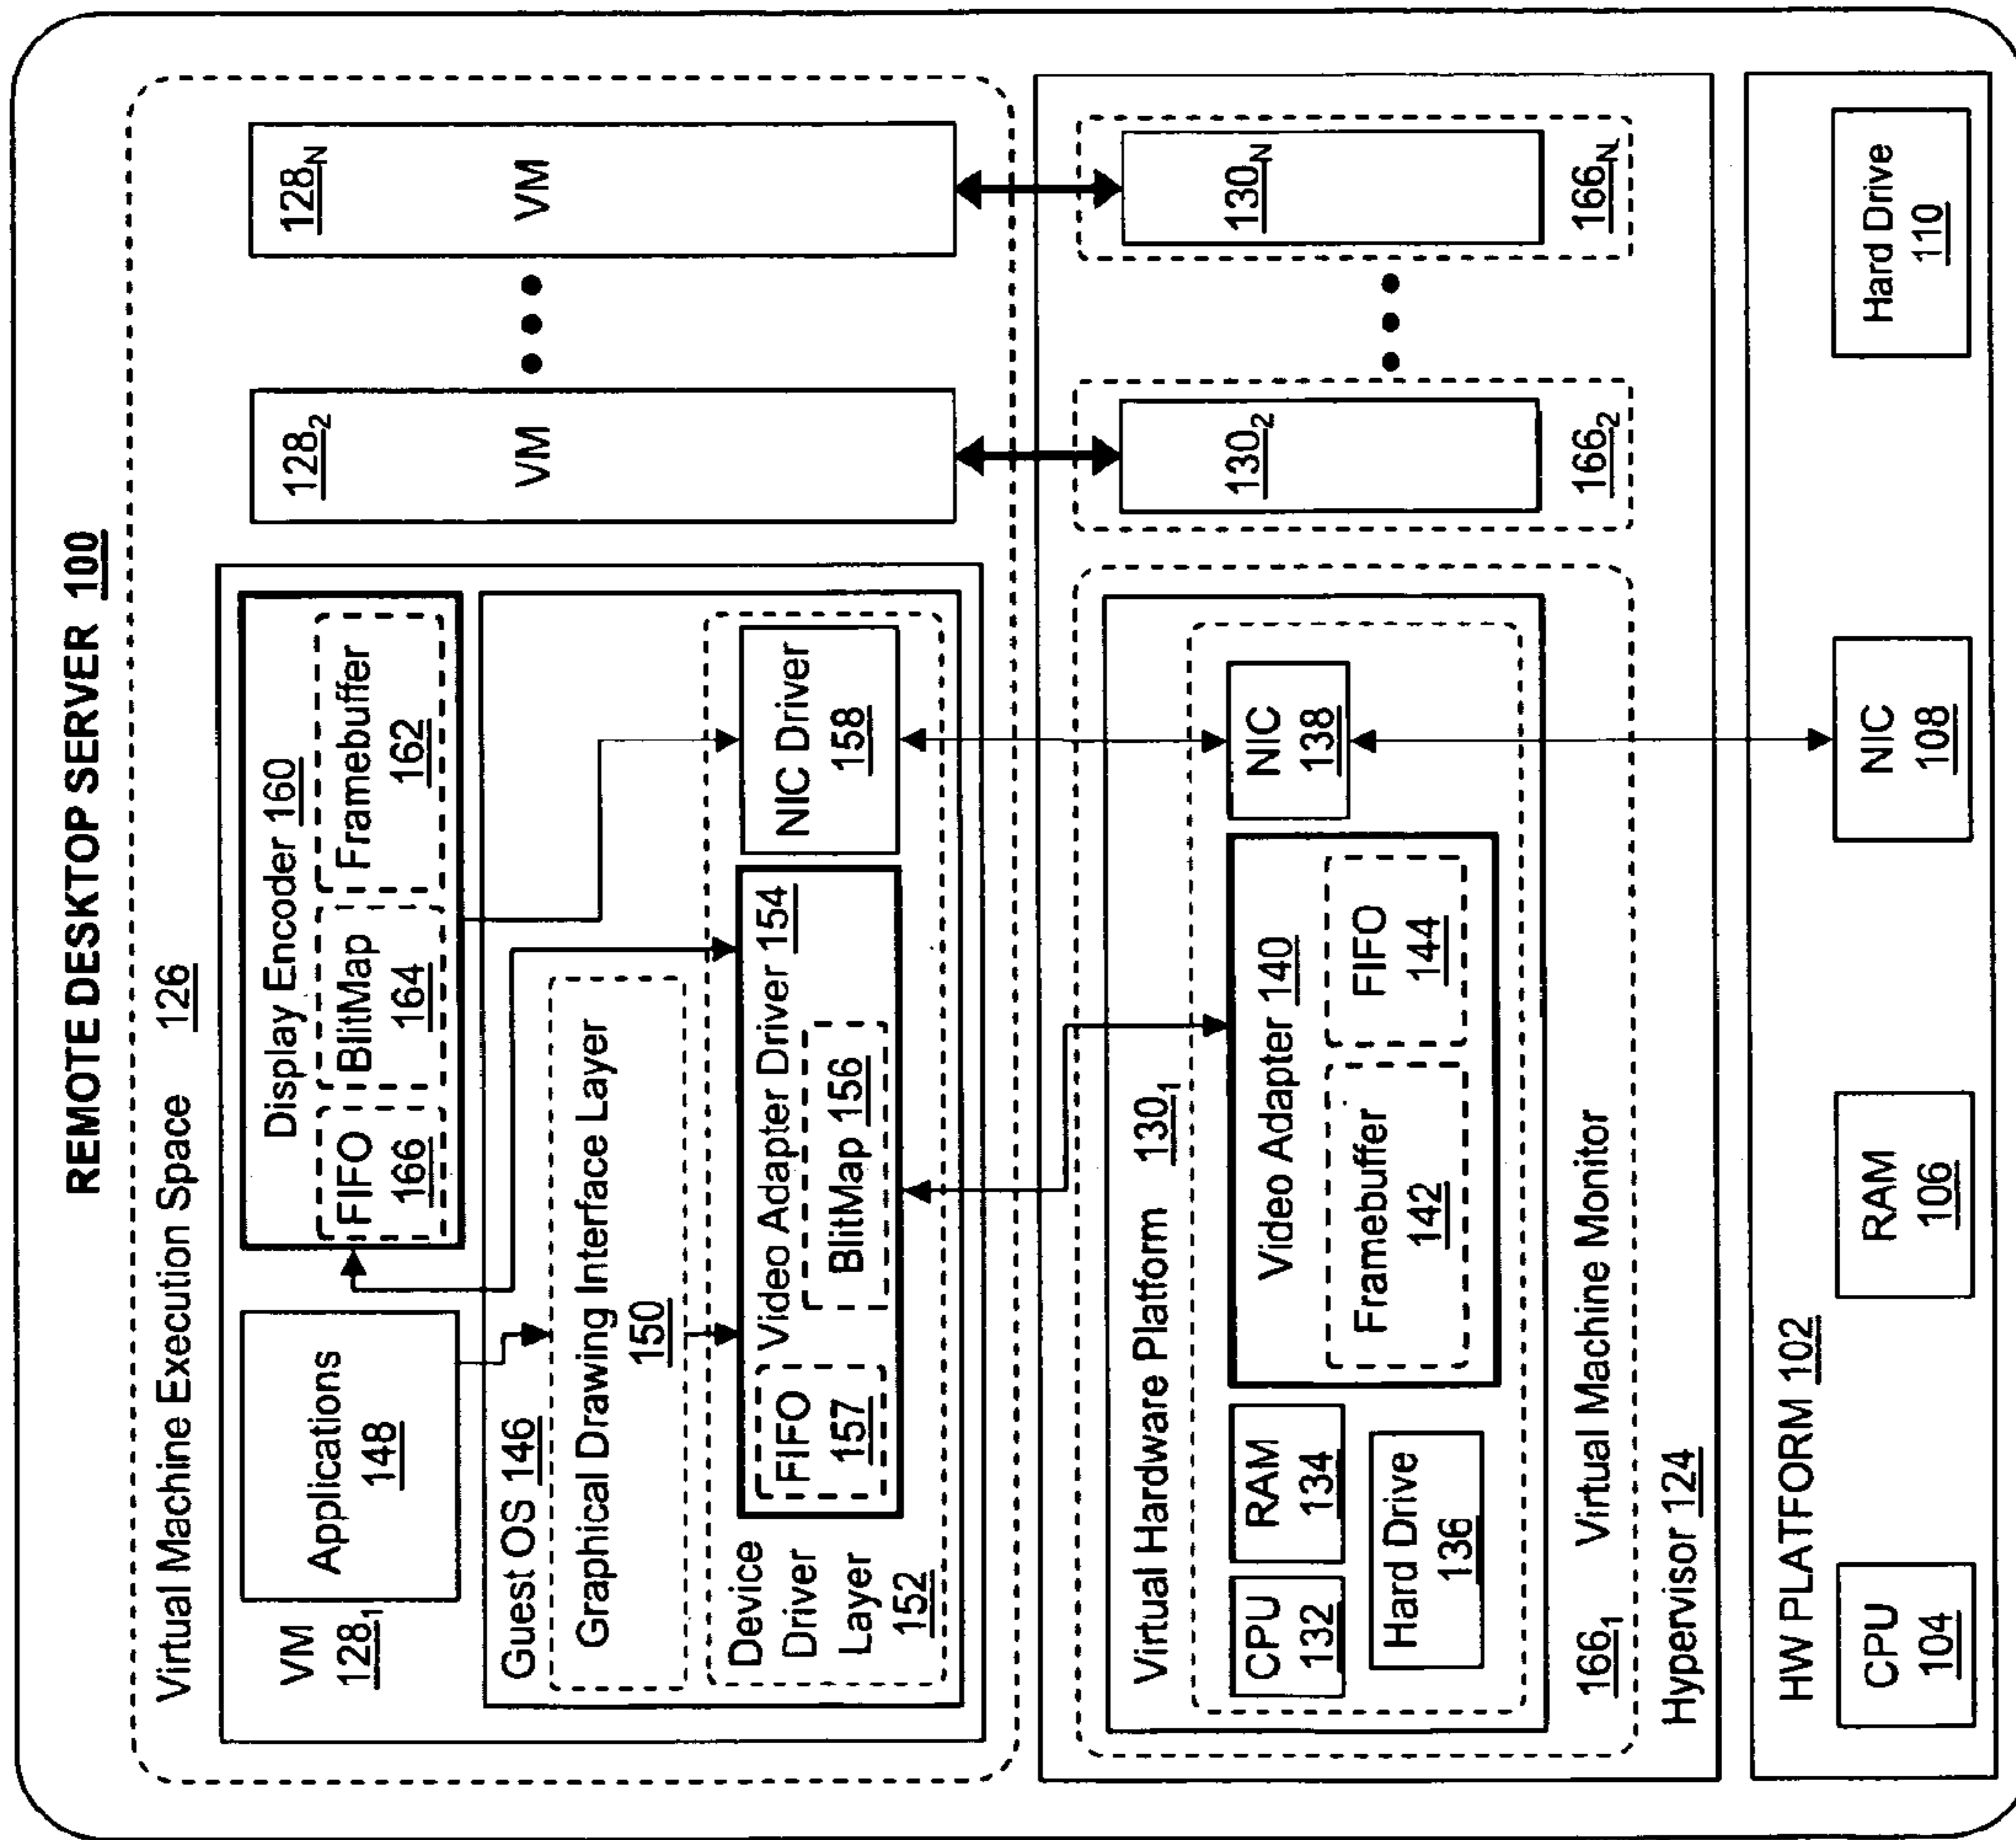 REMOTE DESKTOP SERVER 100
Virtual Machine Execution Space 126
VM
128₁
Applications
148
Display Encoder 160
FIFO
166
BlitMap
164
Framebuffer
162
Guest OS 146
Graphical Drawing Interface Layer
150
Device
Driver
Layer
152
Video Adapter Driver 154
FIFO
157
BlitMap 156
NIC Driver
158
128₂
VM
128N
VM
Virtual Hardware Platform 130₁
CPU
132
RAM
134
Hard Drive
136
Video Adapter 140
Framebuffer
142
FIFO
144
NIC
138
166₁ Virtual Machine Monitor
130₂
166₂
130N
166N
Hypervisor 124
HW PLATFORM 102
CPU
104
RAM
106
NIC
108
Hard Drive
110